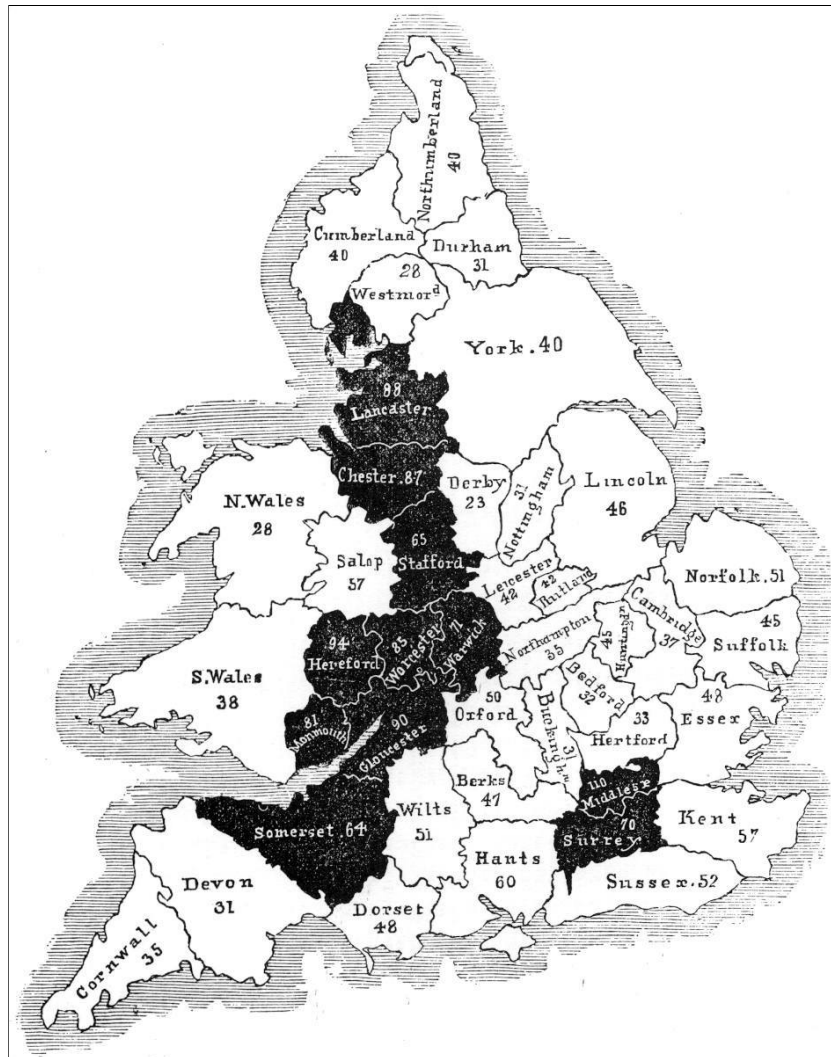 Northumberland
40
Cumberland
40
Durham
31
28
Westmorᵈ
York.40
88
Lancaster
Chester.87
Derby
23
31
Nottingham
Lincoln
46
N.Wales
28
Salop
57
65
Stafford
Leicester
42
42
Rutland
Norfolk.51
Cambridge
37
45
Suffolk
S.Wales
38
94
Hereford
85
Worcester
71
Warwick
Northampton
35
45
Huntingdⁿ
Bedford
32
81
Monmouth
90
Gloucester
50
Oxford
Buckinghᵐ
31
33
Hertford
48
Essex
Berks
47
110
Middlesx
Somerset.64
Wilts
51
70
Surrey
Kent
57
Hants
60
Sussex.52
Devon
31
Dorset
48
Cornwall
35